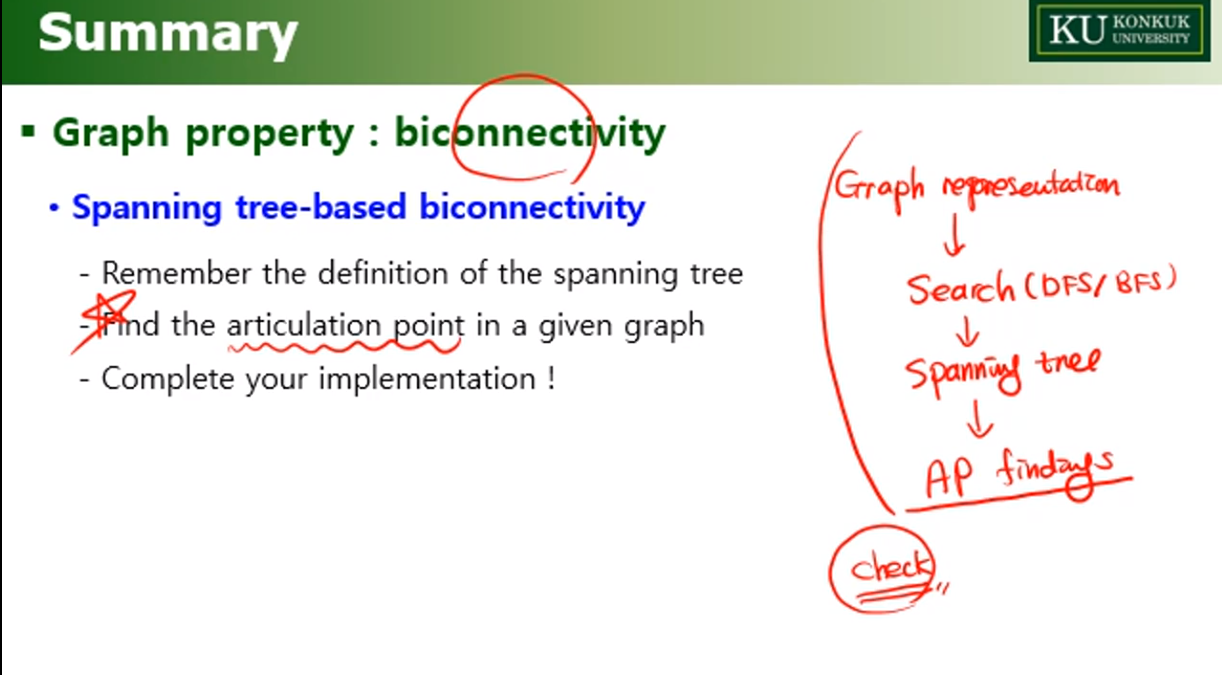 Summary
KU KONKUK
UNIVERSITY
▪ Graph property : biconnectivity
• Spanning tree-based biconnectivity
- Remember the definition of the spanning tree
- Find the articulation point in a given graph
- Complete your implementation !
Graph representation
↓
Search (DFS/BFS)
↓
Spanning tree
↓
AP findings
check